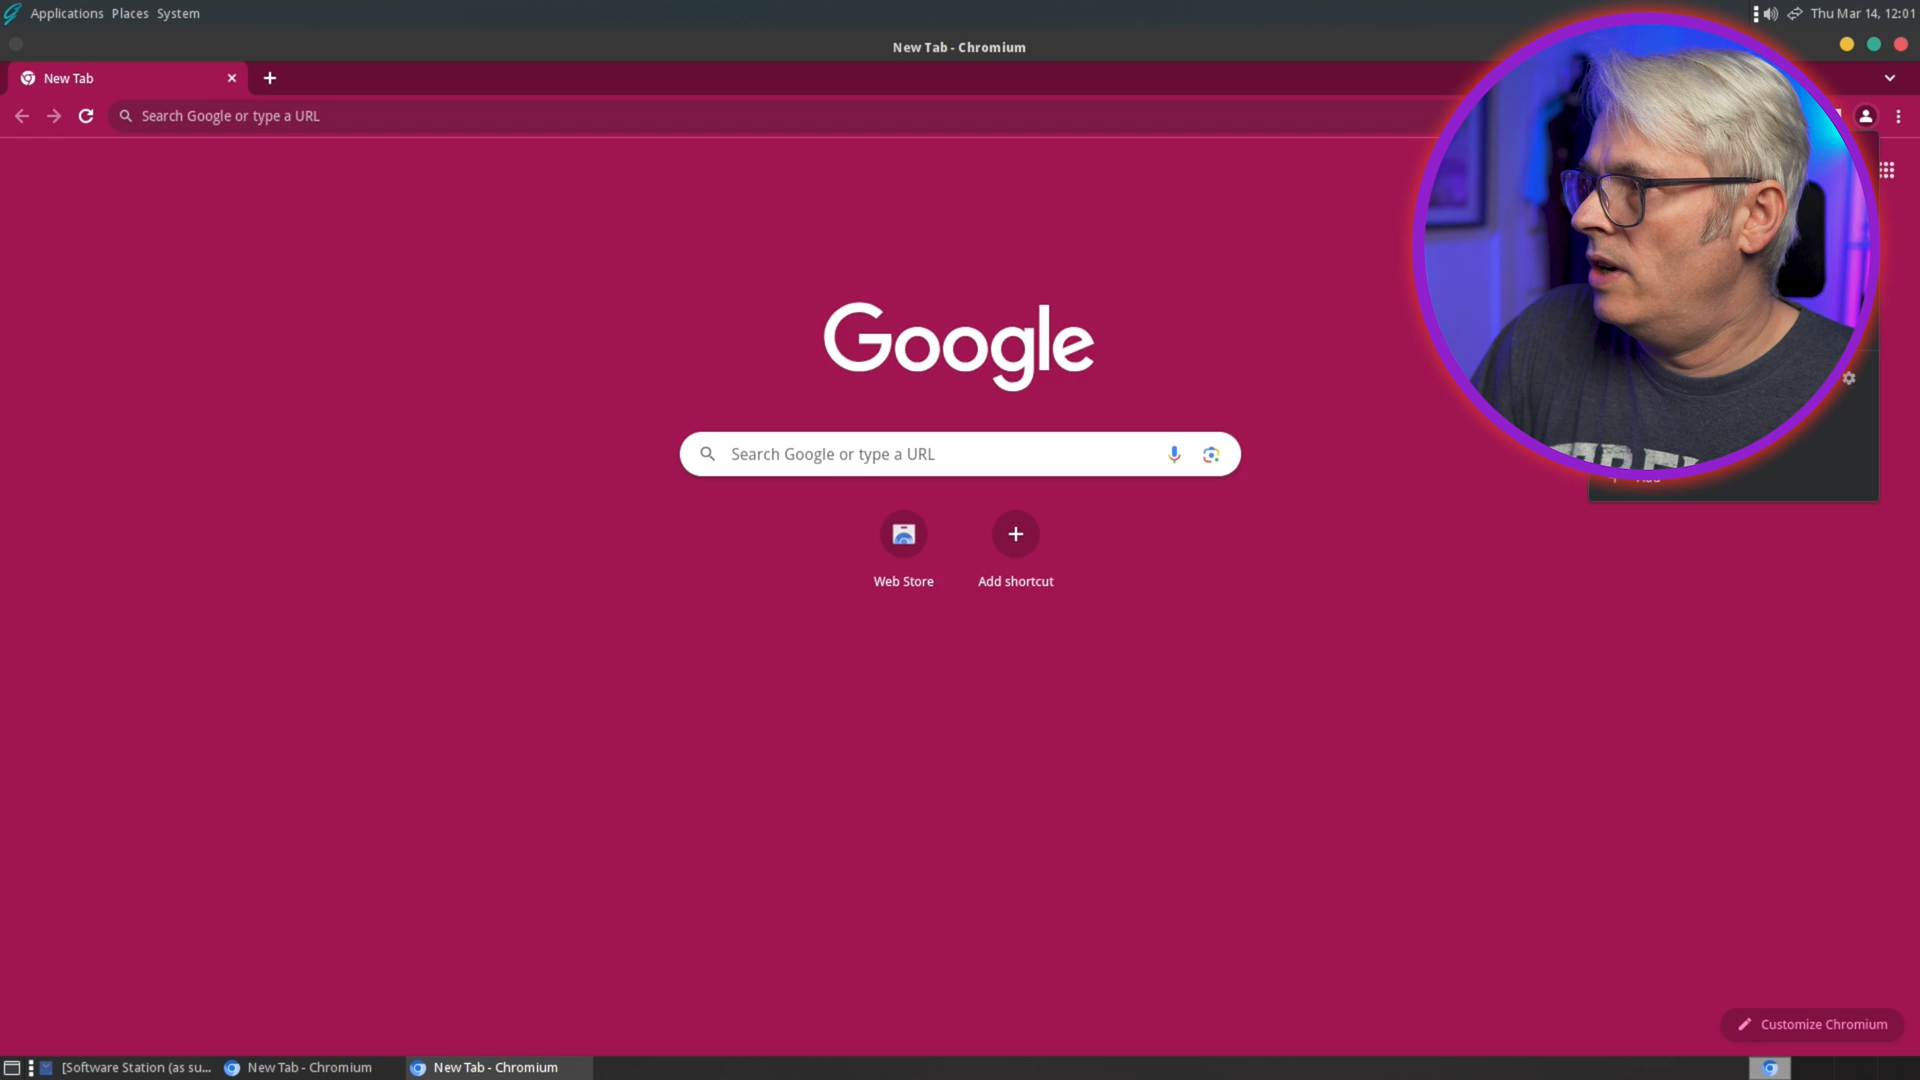 Applications Places System
Thu Mar 14, 12:01
New Tab - Chromium
New Tab
Search Google or type a URL
Google
Search Google or type a URL
Web Store
Add shortcut
Customize Chromium
[Software Station (as su...
New Tab - Chromium
New Tab - Chromium